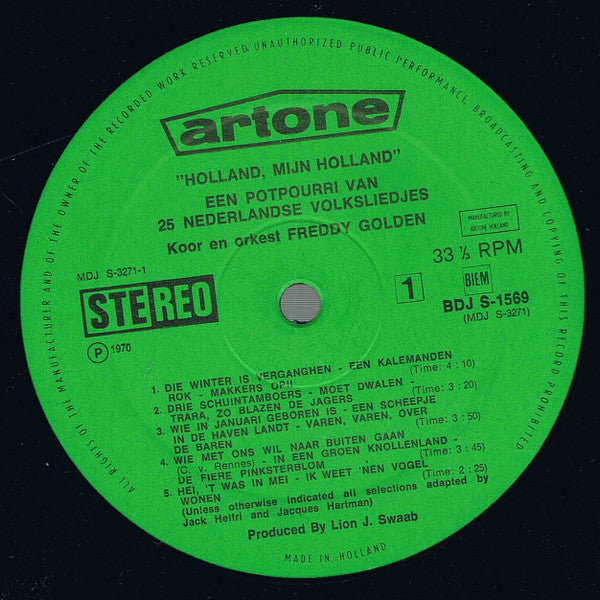 ALL RIGHTS OF THE MANUFACTURER AND OF THE OWNER OF THE RECORDED WORK RESERVED. UNAUTHORIZED PUBLIC PERFORMANCE, BROADCASTING AND COPYING OF THIS RECORD PROHIBITED
artone
"HOLLAND, MIJN HOLLAND"
EEN POTPOURRI VAN
25 NEDERLANDSE VOLKSLIEDJES
Koor en orkest FREDDY GOLDEN
MANUFACTURED BY
ARTONE HOLLAND
33 ⅓ RPM
MDJ S-3271-1
STEREO
1
BIEM
BDJ S-1569
(MDJ S-3271)
P 1970
1. DIE WINTER IS VERGANGHEN - EEN KALEMANDEN
ROK - MAKKERS OP!! (Time: 4 : 10)
2. DRIE SCHUINTAMBOERS - MOET DWALEN -
TRARA, ZO BLAZEN DE JAGERS (Time: 3 : 20)
3. WIE IN JANUARI GEBOREN IS - EEN SCHEEPJE
IN DE HAVEN LANDT - VAREN, VAREN, OVER
DE BAREN (Time: 3 : 50)
4. WIE MET ONS WIL NAAR BUITEN GAAN
(C. v. Rennes) - IN EEN GROEN KNOLLENLAND -
DE FIERE PINKSTERBLOM (Time: 3 : 45)
5. HEI, 'T WAS IN MEI - IK WEET 'NEN VOGEL
WONEN (Time: 2 : 25)
(Unless otherwise indicated all selections adapted by
Jack Helfri and Jacques Hartman)
Produced By Lion J. Swaab
MADE IN HOLLAND